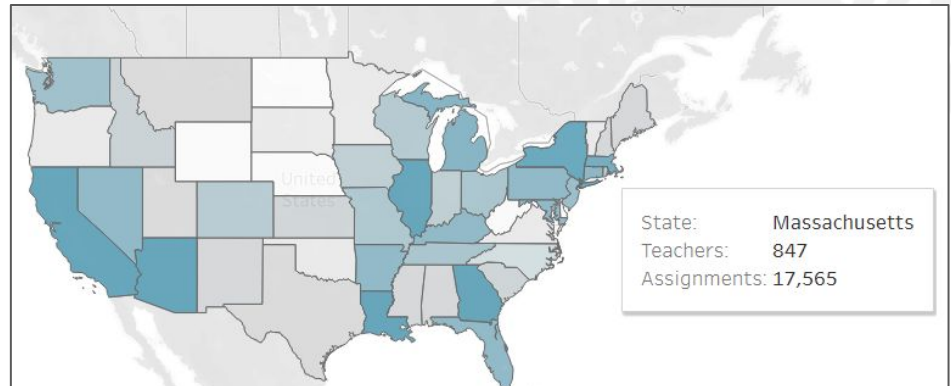 United
States
State: Massachusetts
Teachers: 847
Assignments: 17,565